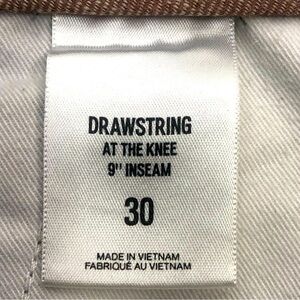 DRAWSTRING
AT THE KNEE
9" INSEAM
30
MADE IN VIETNAM
FABRIQUÉ AU VIETNAM